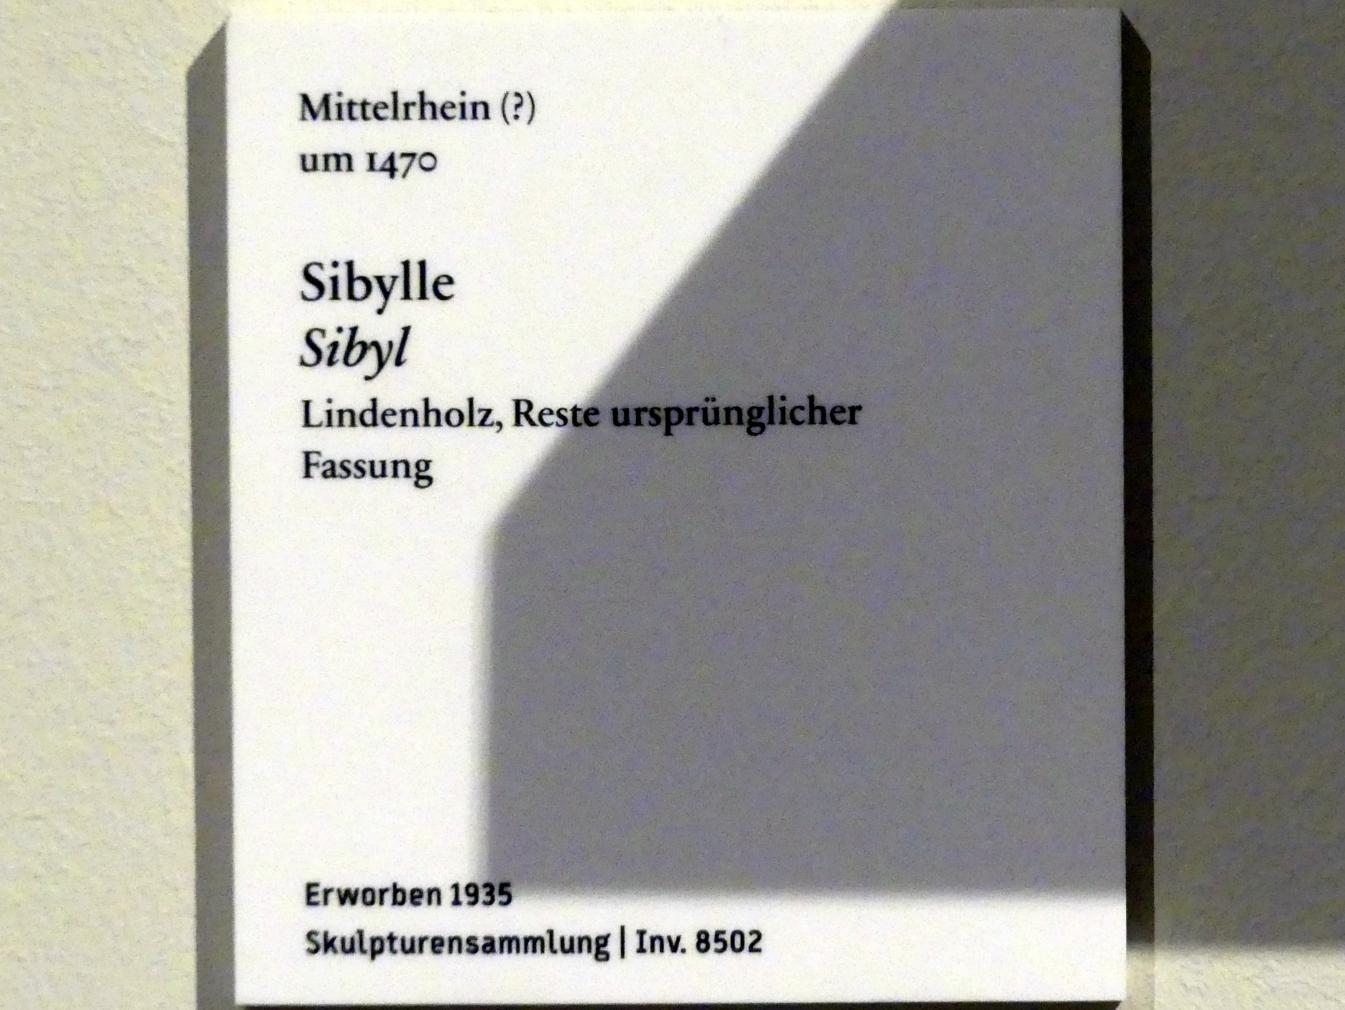 Mittelrhein (?)
um 1470
Sibylle
Sibyl
Lindenholz, Reste ursprünglicher
Fassung
Erworben 1935
Skulpturensammlung | Inv. 8502